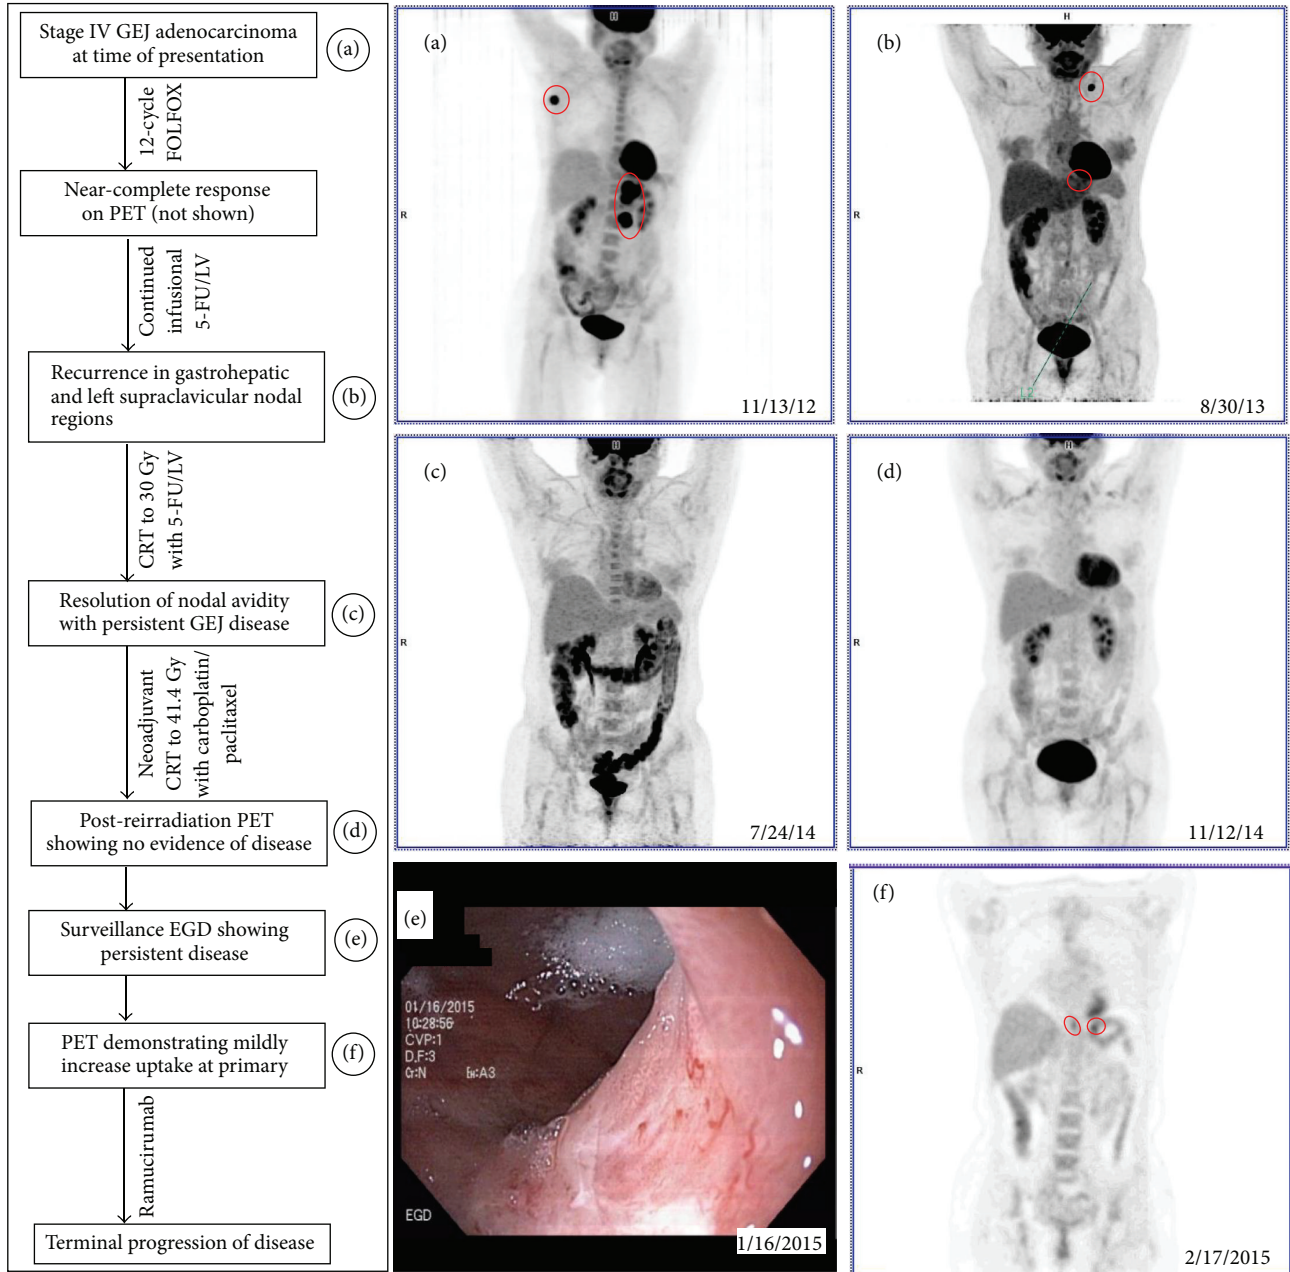 Stage IV GEJ adenocarcinoma
at time of presentation
(a)
12-cycle
FOLFOX
Near-complete response
on PET (not shown)
Continued
infusional
5-FU/LV
Recurrence in gastrohepatic
and left supraclavicular nodal
regions
(b)
CRT to 30 Gy
with 5-FU/LV
Resolution of nodal avidity
with persistent GEJ disease
(c)
Neoadjuvant
CRT to 41.4 Gy
with carboplatin/
paclitaxel
Post-reirradiation PET
showing no evidence of disease
(d)
Surveillance EGD showing
persistent disease
(e)
PET demonstrating mildly
increase uptake at primary
(f)
Ramucirumab
Terminal progression of disease
(a)
R
11/13/12
(b)
H
R
L2
8/30/13
(c)
R
7/24/14
(d)
H
R
11/12/14
(e)
01/16/2015
10:28:56
CVP:1
D.F:3
Cr:N Er:A3
EGD
1/16/2015
(f)
R
2/17/2015